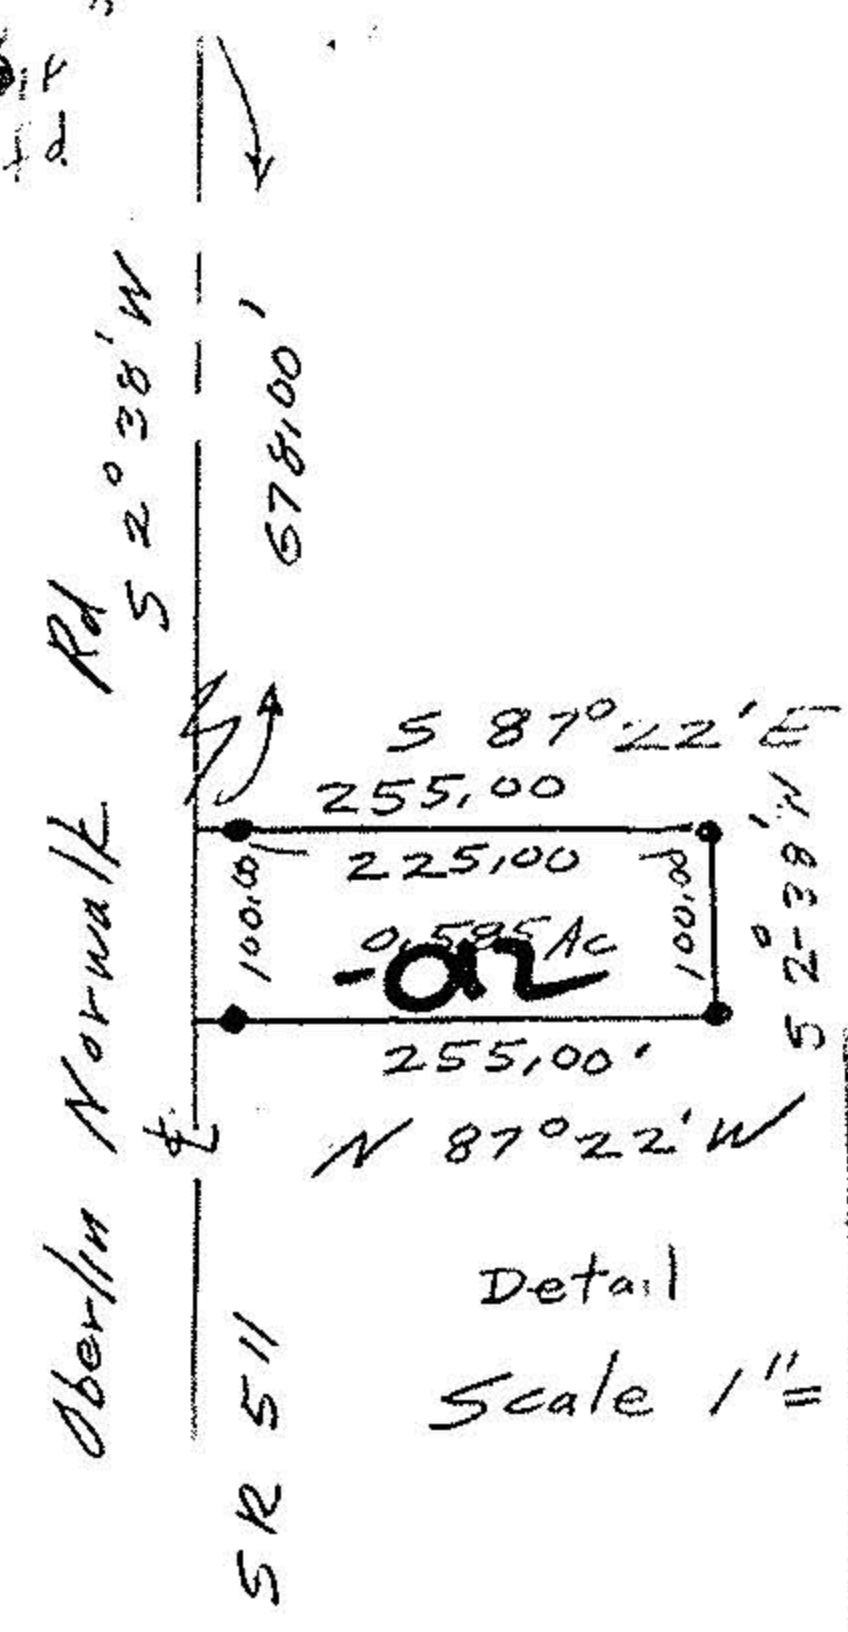 d.
S 2° 38' W
678.00'
Oberlin Norwalk Rd
S 87° 22' E
255.00
225.00
100.00
100.00
S 2° 38' W
0.585 Ac
-012
255.00'
℄
N 87° 22' W
SR 511
Detail
Scale 1"=